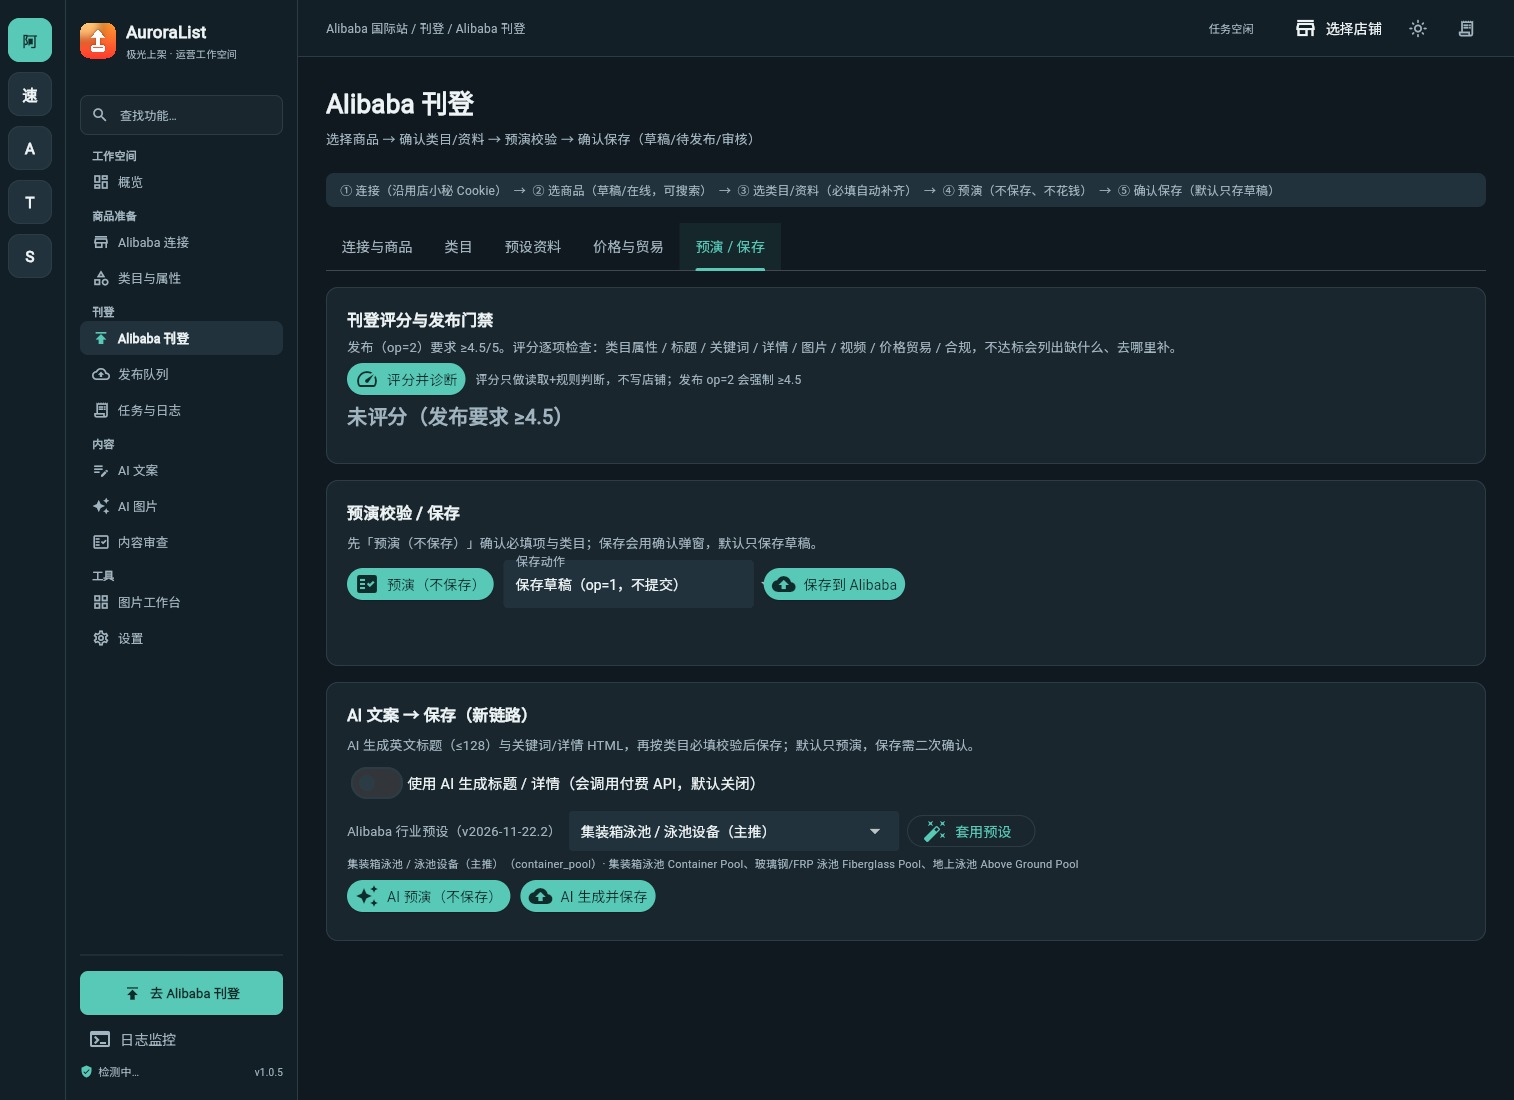 阿
速
A
T
S
AuroraList
极光上架 · 运营工作空间
查找功能...
工作空间
概览
商品准备
Alibaba 连接
类目与属性
刊登
Alibaba 刊登
发布队列
任务与日志
内容
AI 文案
AI 图片
内容审查
工具
图片工作台
设置
去 Alibaba 刊登
日志监控
检测中... v1.0.5
Alibaba 国际站 / 刊登 / Alibaba 刊登
任务空闲
选择店铺
Alibaba 刊登
选择商品 → 确认类目/资料 → 预演校验 → 确认保存（草稿/待发布/审核）
① 连接（沿用店小秘 Cookie） → ② 选商品（草稿/在线，可搜索） → ③ 选类目/资料（必填自动补齐） → ④ 预演（不保存、不花钱） → ⑤ 确认保存（默认只存草稿）
连接与商品 类目 预设资料 价格与贸易 预演 / 保存
刊登评分与发布门禁
发布（op=2）要求 ≥4.5/5。评分逐项检查：类目属性 / 标题 / 关键词 / 详情 / 图片 / 视频 / 价格贸易 / 合规，不达标会列出缺什么、去哪里补。
评分并诊断 评分只做读取+规则判断，不写店铺；发布 op=2 会强制 ≥4.5
未评分（发布要求 ≥4.5）
预演校验 / 保存
先「预演（不保存）」确认必填项与类目；保存会用确认弹窗，默认只保存草稿。
保存动作
预演（不保存） 保存草稿（op=1，不提交） 保存到 Alibaba
AI 文案 → 保存（新链路）
AI 生成英文标题（≤128）与关键词/详情 HTML，再按类目必填校验后保存；默认只预演，保存需二次确认。
使用 AI 生成标题 / 详情（会调用付费 API，默认关闭）
Alibaba 行业预设（v2026-11-22.2） 集装箱泳池 / 泳池设备（主推） 套用预设
集装箱泳池 / 泳池设备（主推）（container_pool）· 集装箱泳池 Container Pool、玻璃钢/FRP 泳池 Fiberglass Pool、地上泳池 Above Ground Pool
AI 预演（不保存） AI 生成并保存